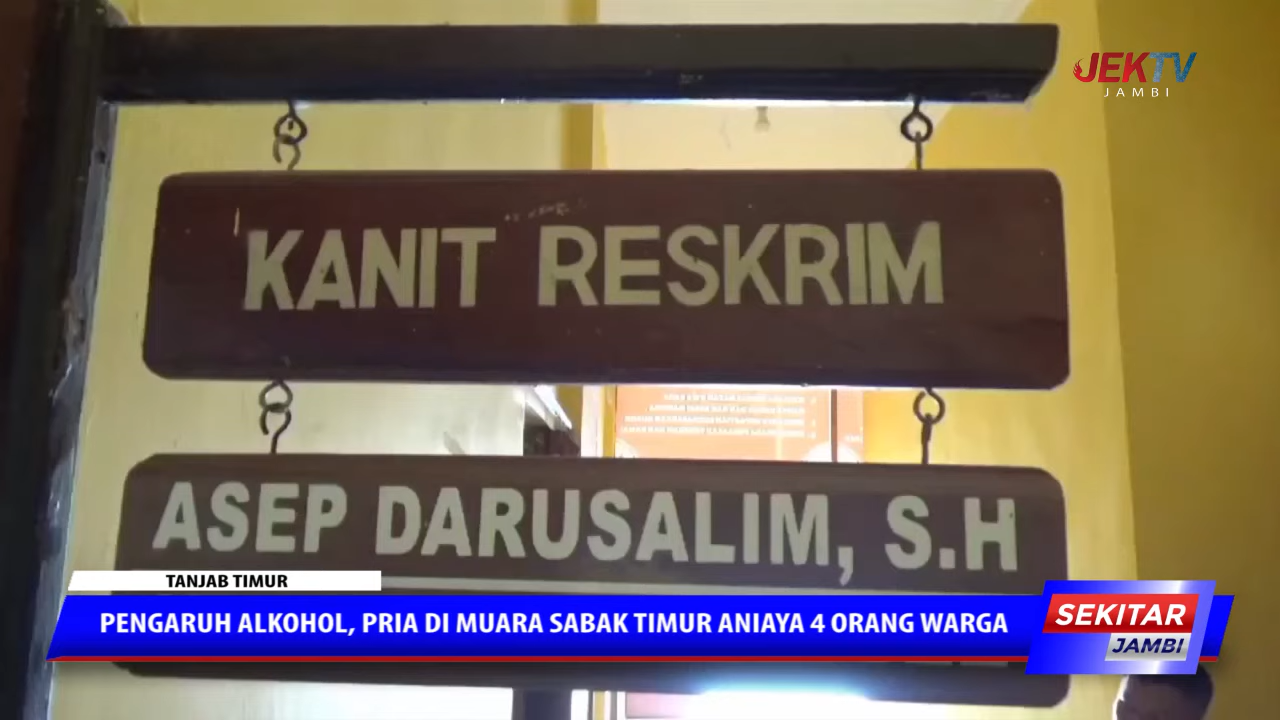 JEKTV
JAMBI
KANIT RESKRIM
ASEP DARUSALIM, S.H
TANJAB TIMUR
PENGARUH ALKOHOL, PRIA DI MUARA SABAK TIMUR ANIAYA 4 ORANG WARGA
SEKITAR
JAMBI